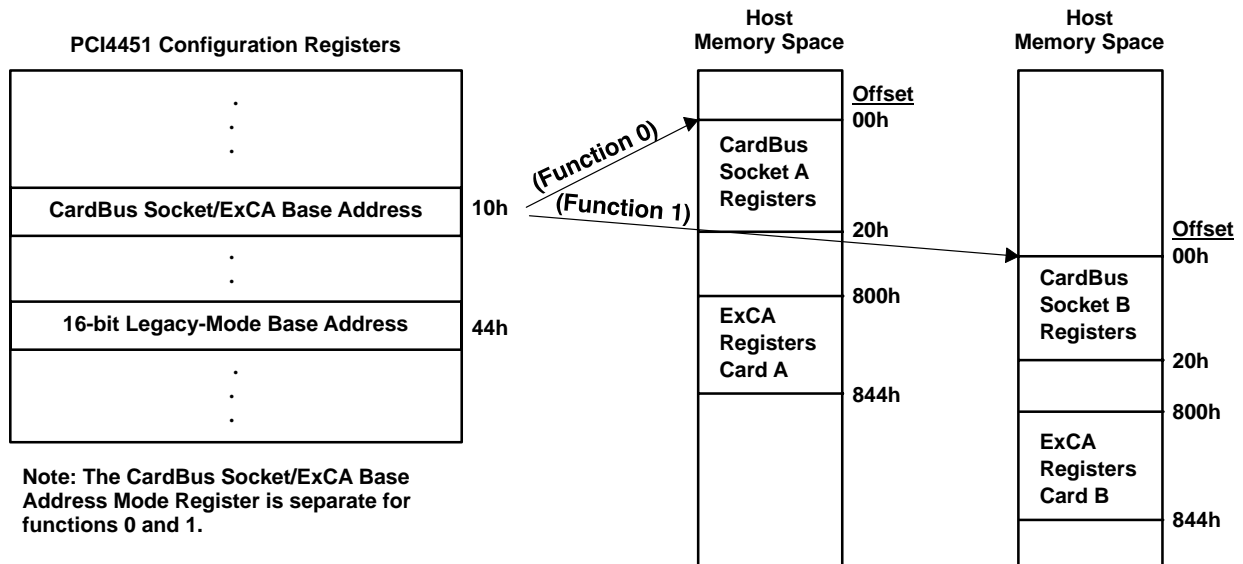 PCI4451 Configuration Registers
.
.
.
CardBus Socket/ExCA Base Address
10h
.
.
16-bit Legacy-Mode Base Address
44h
.
.
.
Note: The CardBus Socket/ExCA Base
Address Mode Register is separate for
functions 0 and 1.
(Function 0)
(Function 1)
Host
Memory Space
Offset
00h
CardBus
Socket A
Registers
20h
800h
ExCA
Registers
Card A
844h
Host
Memory Space
Offset
00h
CardBus
Socket B
Registers
20h
800h
ExCA
Registers
Card B
844h